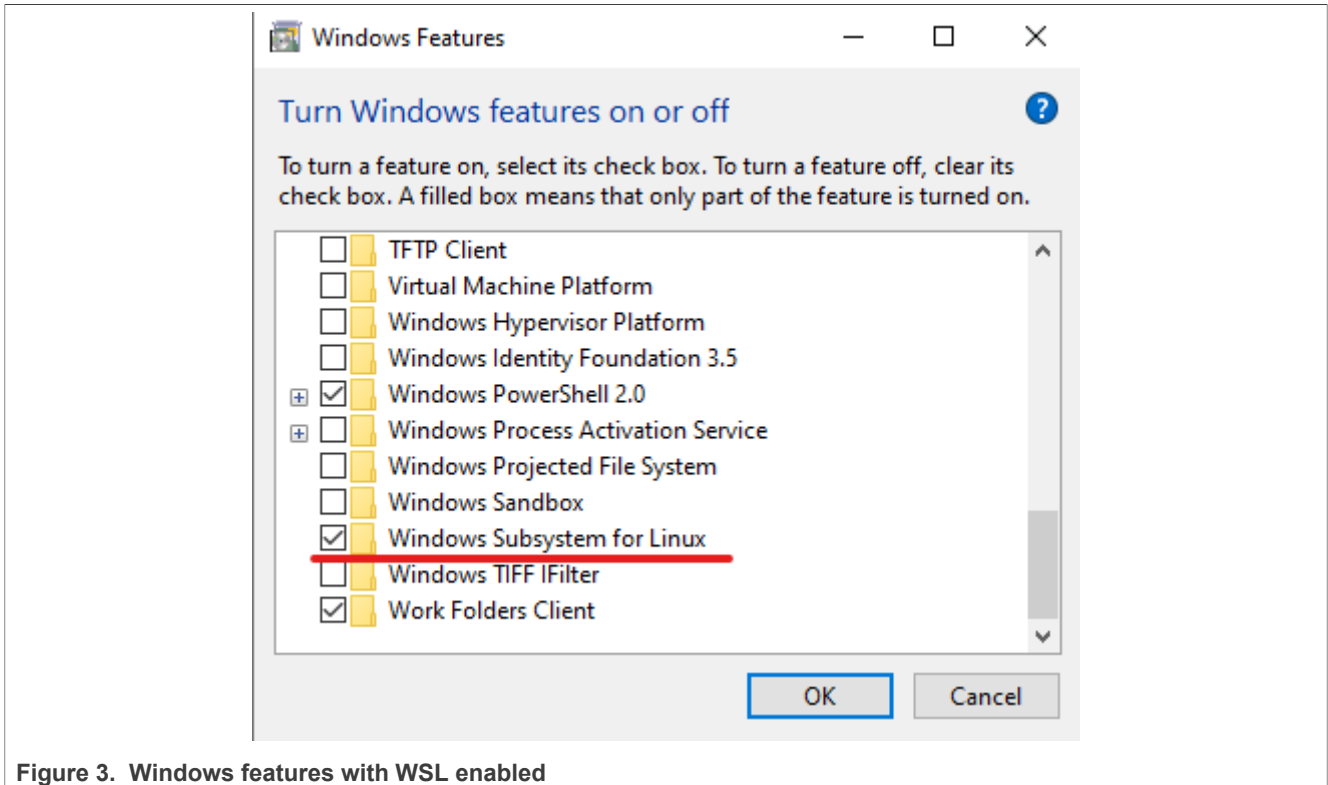 Windows Features
Turn Windows features on or off
?
To turn a feature on, select its check box. To turn a feature off, clear its
check box. A filled box means that only part of the feature is turned on.
TFTP Client
Virtual Machine Platform
Windows Hypervisor Platform
Windows Identity Foundation 3.5
Windows PowerShell 2.0
Windows Process Activation Service
Windows Projected File System
Windows Sandbox
Windows Subsystem for Linux
Windows TIFF IFilter
Work Folders Client
OK Cancel
Figure 3. Windows features with WSL enabled